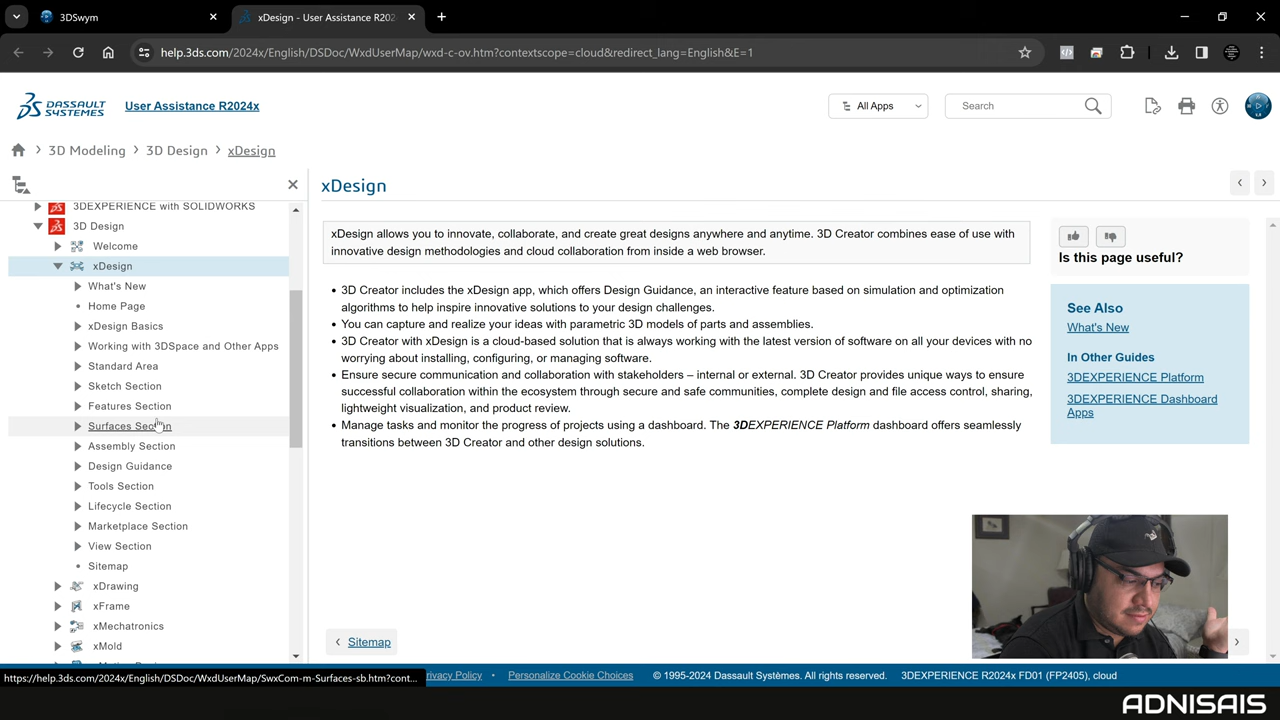 3DSwym
xDesign - User Assistance R202
help.3ds.com/2024x/English/DSDoc/WxdUserMap/wxd-c-ov.htm?contextscope=cloud&redirect_lang=English&E=1
DASSAULT SYSTEMES
User Assistance R2024x
All Apps
Search
3D Modeling > 3D Design > xDesign
xDesign
3DEXPERIENCE with SOLIDWORKS
3D Design
Welcome
xDesign
What's New
Home Page
xDesign Basics
Working with 3DSpace and Other Apps
Standard Area
Sketch Section
Features Section
Surfaces Section
Assembly Section
Design Guidance
Tools Section
Lifecycle Section
Marketplace Section
View Section
Sitemap
xDrawing
xFrame
xMechatronics
xMold
xDesign allows you to innovate, collaborate, and create great designs anywhere and anytime. 3D Creator combines ease of use with
innovative design methodologies and cloud collaboration from inside a web browser.
• 3D Creator includes the xDesign app, which offers Design Guidance, an interactive feature based on simulation and optimization
algorithms to help inspire innovative solutions to your design challenges.
• You can capture and realize your ideas with parametric 3D models of parts and assemblies.
• 3D Creator with xDesign is a cloud-based solution that is always working with the latest version of software on all your devices with no
worrying about installing, configuring, or managing software.
• Ensure secure communication and collaboration with stakeholders – internal or external. 3D Creator provides unique ways to ensure
successful collaboration within the ecosystem through secure and safe communities, complete design and file access control, sharing,
lightweight visualization, and product review.
• Manage tasks and monitor the progress of projects using a dashboard. The 3DEXPERIENCE Platform dashboard offers seamlessly
transitions between 3D Creator and other design solutions.
Is this page useful?
See Also
What's New
In Other Guides
3DEXPERIENCE Platform
3DEXPERIENCE Dashboard
Apps
Sitemap
https://help.3ds.com/2024x/English/DSDoc/WxdUserMap/SwxCom-m-Surfaces-sb.htm?cont...
rivacy Policy • Personalize Cookie Choices © 1995-2024 Dassault Systèmes. All rights reserved. 3DEXPERIENCE R2024x FD01 (FP2405), cloud
ADNISAIS